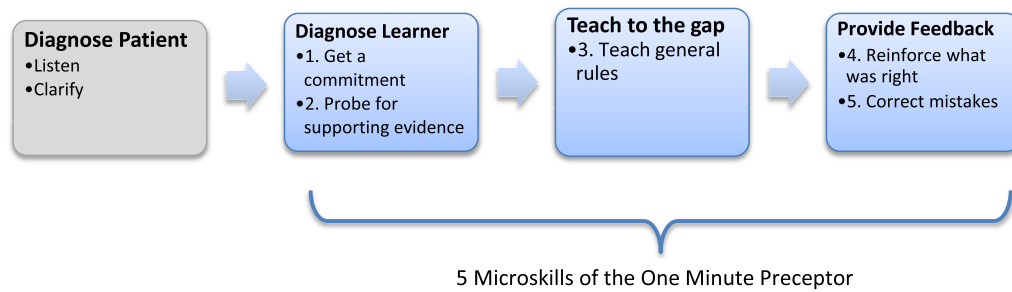 Diagnose Patient
•Listen
•Clarify
Diagnose Learner
•1. Get a
commitment
•2. Probe for
supporting evidence
Teach to the gap
•3. Teach general
rules
Provide Feedback
•4. Reinforce what
was right
•5. Correct mistakes
5 Microskills of the One Minute Preceptor